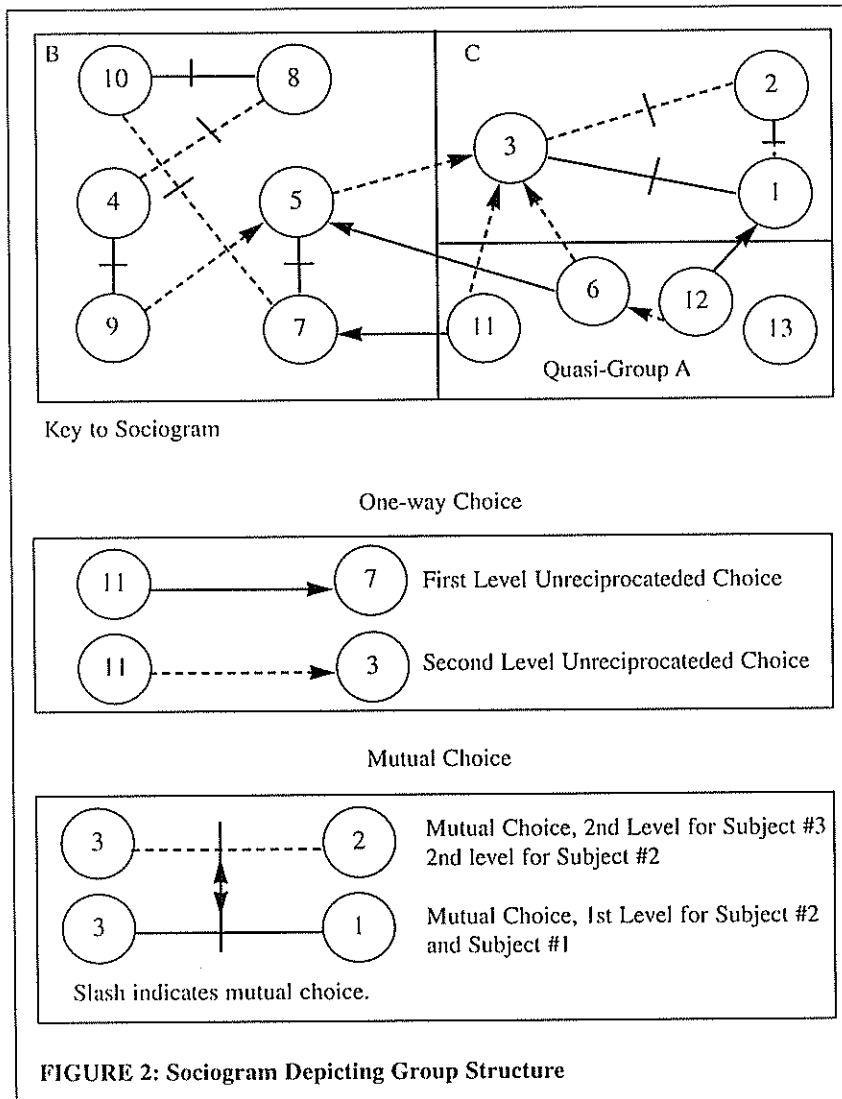 B
C
10
8
2
3
4
5
1
6
12
9
7
11
13
Quasi-Group A
Key to Sociogram
One-way Choice
11
7
First Level Unreciprocateded Choice
11
3
Second Level Unreciprocateded Choice
Mutual Choice
3
2
Mutual Choice, 2nd Level for Subject #3
2nd level for Subject #2
3
1
Mutual Choice, 1st Level for Subject #2
and Subject #1
Slash indicates mutual choice.
FIGURE 2: Sociogram Depicting Group Structure